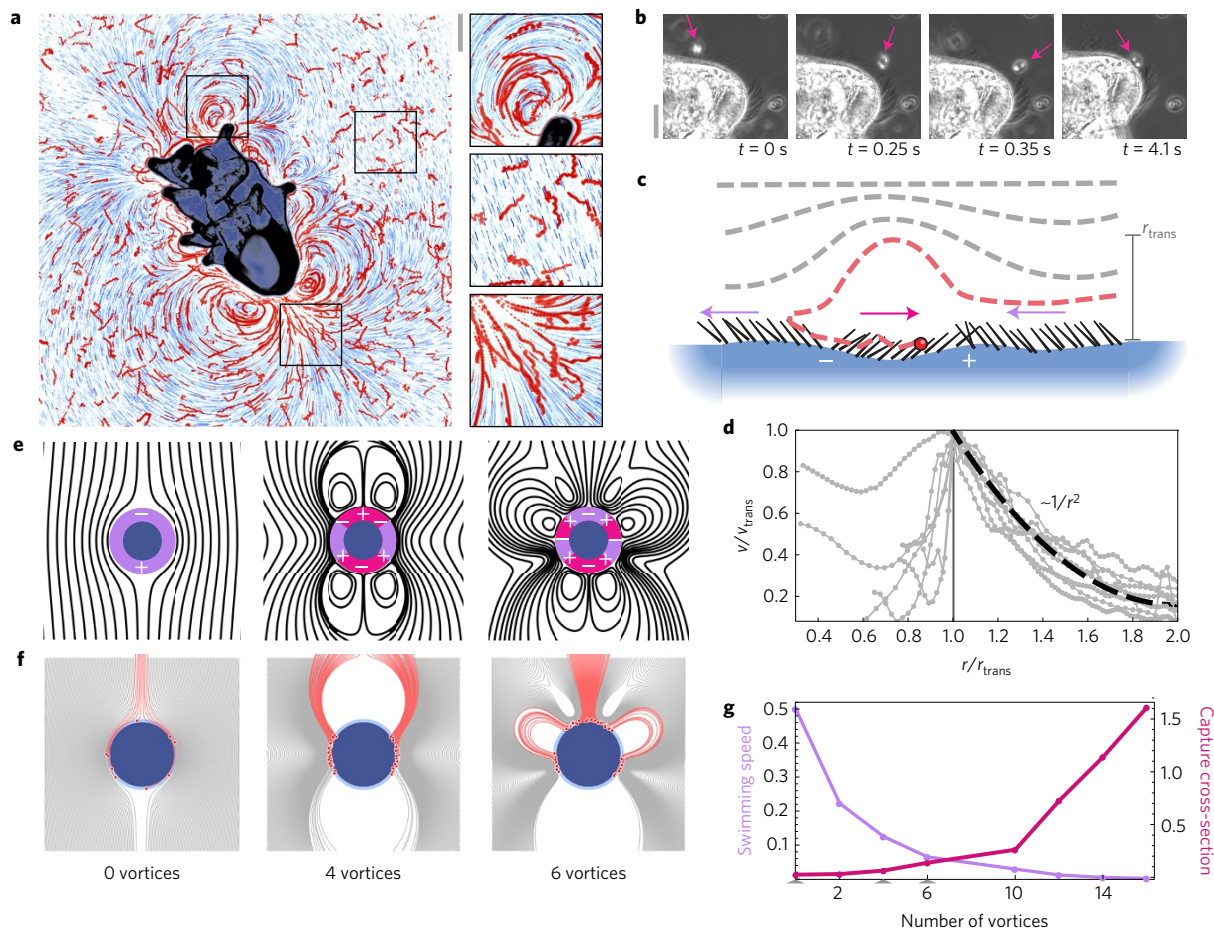 a
b
t = 0 s
t = 0.25 s
t = 0.35 s
t = 4.1 s
c
r trans
−
+
d
1.0
0.8
0.6
0.4
0.2
v/v trans
~1/r²
0.4
0.6
0.8
1.0
1.2
1.4
1.6
1.8
2.0
r/r trans
e
−
+
+
−
−
+
+
−
−
+
+
−
−
+
+
−
f
0 vortices
4 vortices
6 vortices
g
0.5
0.4
0.3
0.2
0.1
Swimming speed
1.5
1.0
0.5
Capture cross-section
2
6
10
14
Number of vortices